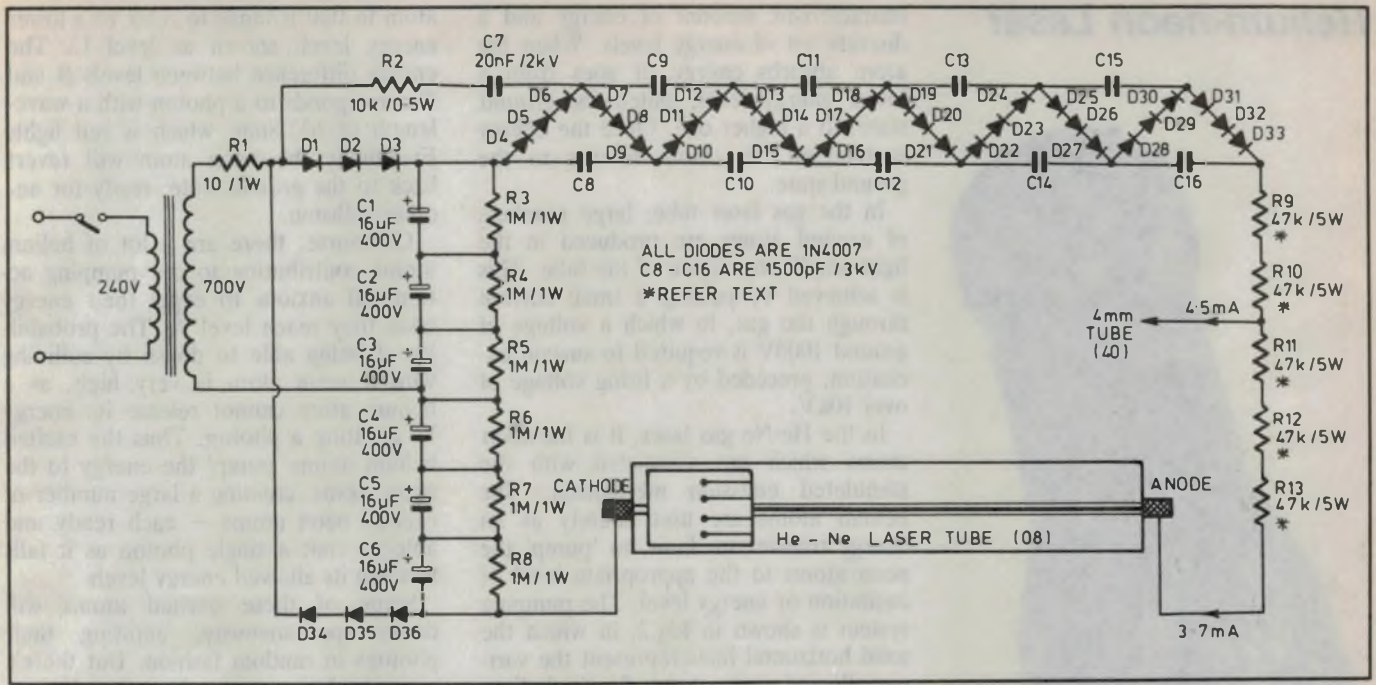 Helium-neon Laser
R2
10k / 1-5W
C7
20nF /2kV
C9
C11
C13
C15
R1
10 /1W
D1 D2 D3
D4
D5
D6
D7
D8
D9
D10
D11
D12
D13
D14
D15
D16
D17
D18
D19
D20
D21
D22
D23
D24
D25
D26
D27
D28
D29
D30
D31
D32
D33
C8
C10
C12
C14
C16
240V
700V
C1
16µF
400V
C2
16µF
400V
C3
16µF
400V
C4
16µF
400V
C5
16µF
400V
C6
16µF
400V
R3
1M/1W
R4
1M/1W
R5
1M/1W
R6
1M/1W
R7
1M/1W
R8
1M/1W
D34 D35 D36
ALL DIODES ARE 1N4007
C8 - C16 ARE 1500pF /3kV
*REFER TEXT
R9
47k/5W
*
R10
47k/5W
*
4mm
TUBE
(40)
4·5mA
R11
47k/5W
*
R12
47k/5W
*
R13
47k/5W
*
CATHODE
ANODE
He - Ne LASER TUBE (08)
3·7mA